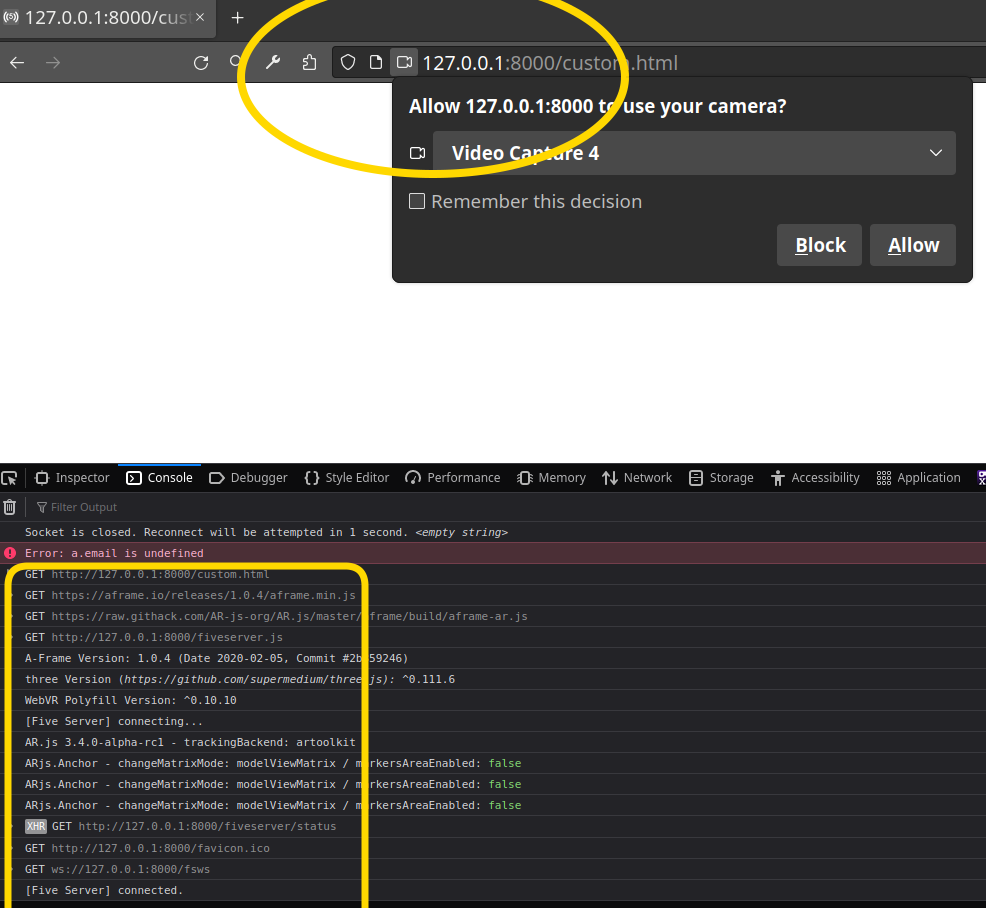 127.0.0.1:8000/cust
127.0.0.1:8000/custom.html
Allow 127.0.0.1:8000 to use your camera?
Video Capture 4
Remember this decision
Block
Allow
Inspector
Console
Debugger
Style Editor
Performance
Memory
Network
Storage
Accessibility
Application
Filter Output
Socket is closed. Reconnect will be attempted in 1 second. <empty string>
Error: a.email is undefined
GET http://127.0.0.1:8000/custom.html
GET https://aframe.io/releases/1.0.4/aframe.min.js
GET https://raw.githack.com/AR-js-org/AR.js/master/aframe/build/aframe-ar.js
GET http://127.0.0.1:8000/fiveserver.js
A-Frame Version: 1.0.4 (Date 2020-02-05, Commit #2b359246)
three Version (https://github.com/supermedium/three.js): ^0.111.6
WebVR Polyfill Version: ^0.10.10
[Five Server] connecting...
AR.js 3.4.0-alpha-rc1 - trackingBackend: artoolkit
ARjs.Anchor - changeMatrixMode: modelViewMatrix / markersAreaEnabled: false
ARjs.Anchor - changeMatrixMode: modelViewMatrix / markersAreaEnabled: false
ARjs.Anchor - changeMatrixMode: modelViewMatrix / markersAreaEnabled: false
XHR GET http://127.0.0.1:8000/fiveserver/status
GET http://127.0.0.1:8000/favicon.ico
GET ws://127.0.0.1:8000/fsws
[Five Server] connected.